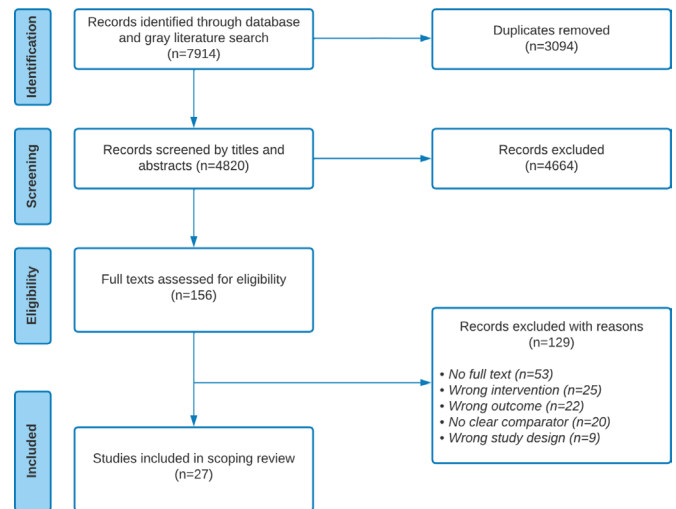 Identification
Records identified through database
and gray literature search
(n=7914)
Duplicates removed
(n=3094)
Screening
Records screened by titles and
abstracts (n=4820)
Records excluded
(n=4664)
Eligibility
Full texts assessed for eligibility
(n=156)
Records excluded with reasons
(n=129)
• No full text (n=53)
• Wrong intervention (n=25)
• Wrong outcome (n=22)
• No clear comparator (n=20)
• Wrong study design (n=9)
Included
Studies included in scoping review
(n=27)